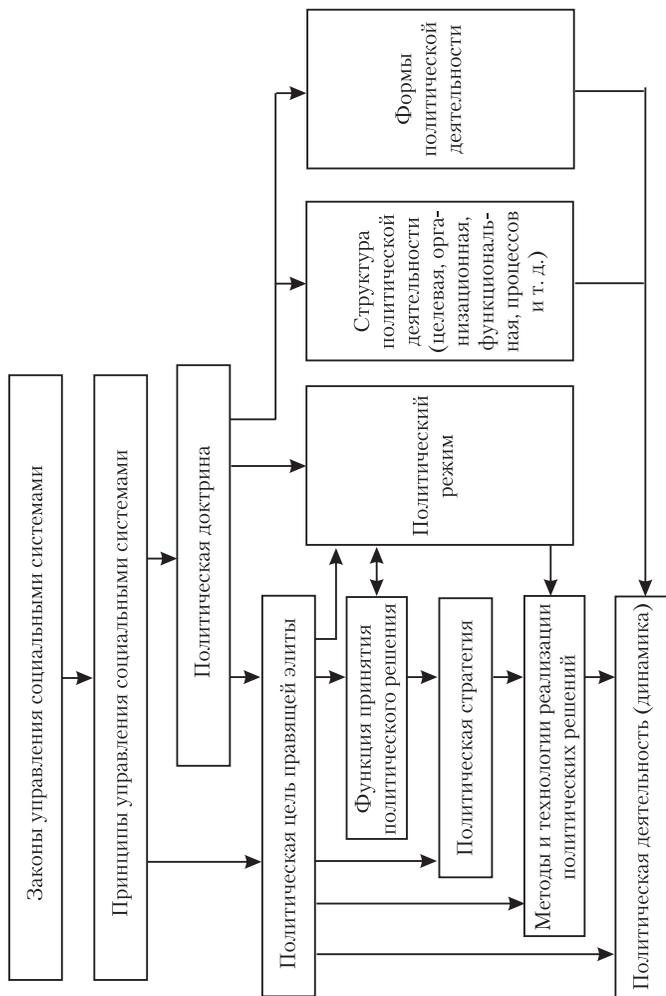 Законы управления социальными системами
Принципы управления социальными системами
Политическая доктрина
Политическая цель правящей элиты
Функция принятия
политического решения
Политическая стратегия
Методы и технологии реализации
политических решений
Политическая деятельность (динамика)
Политический
режим
Структура
политической
деятельности
(целевая, орга-
низационная,
функциональ-
ная, процессов
и т. д.)
Формы
политической
деятельности